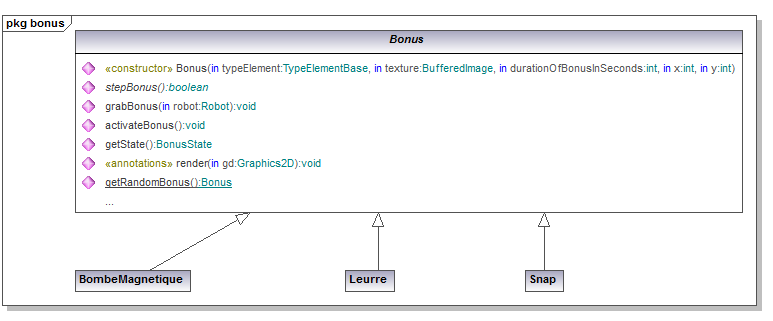 pkg bonus
Bonus
«constructor» Bonus(in typeElement:TypeElementBase, in texture:BufferedImage, in durationOfBonusInSeconds:int, in x:int, in y:int)
stepBonus():boolean
grabBonus(in robot:Robot):void
activateBonus():void
getState():BonusState
«annotations» render(in gd:Graphics2D):void
getRandomBonus():Bonus
...
BombeMagnetique
Leurre
Snap